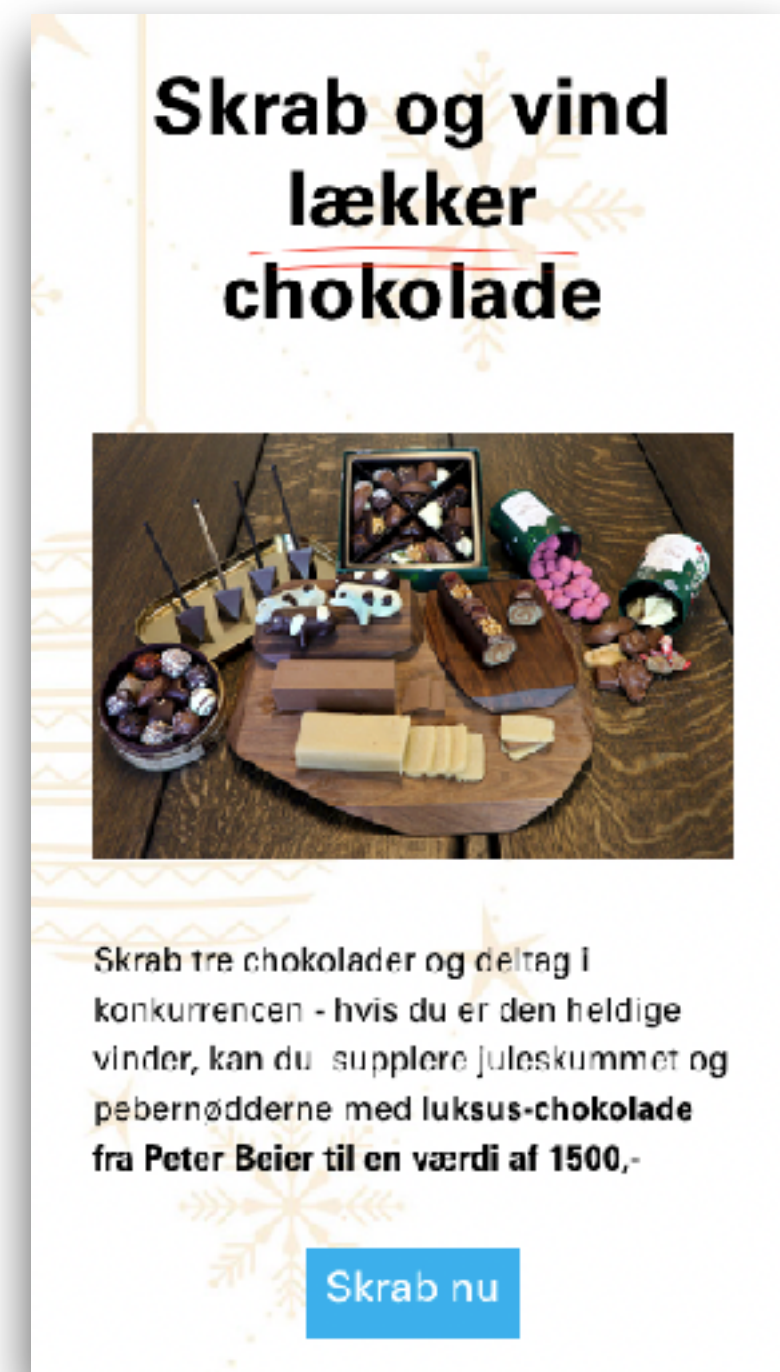 Skrab og vind
lækker
chokolade
Skrab tre chokolader og deltag i
konkurrencen - hvis du er den heldige
vinder, kan du supplere juleskummet og
pebernødderne med luksus-chokolade
fra Peter Beier til en værdi af 1500,-
Skrab nu